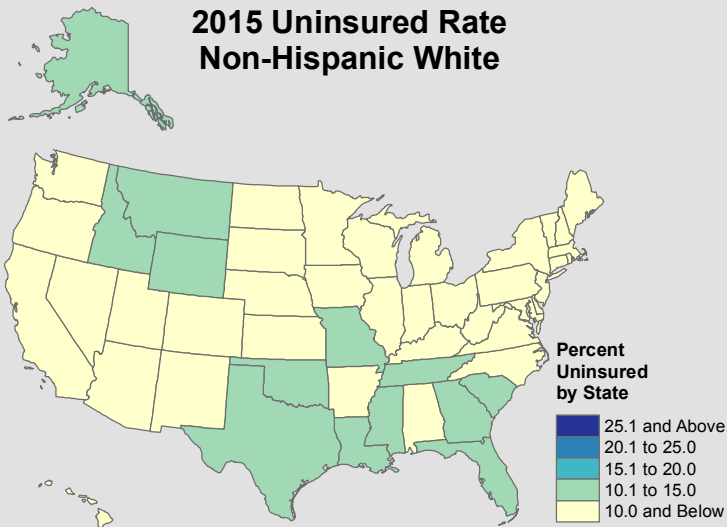 2015 Uninsured Rate
Non-Hispanic White
Percent
Uninsured
by State
25.1 and Above
20.1 to 25.0
15.1 to 20.0
10.1 to 15.0
10.0 and Below